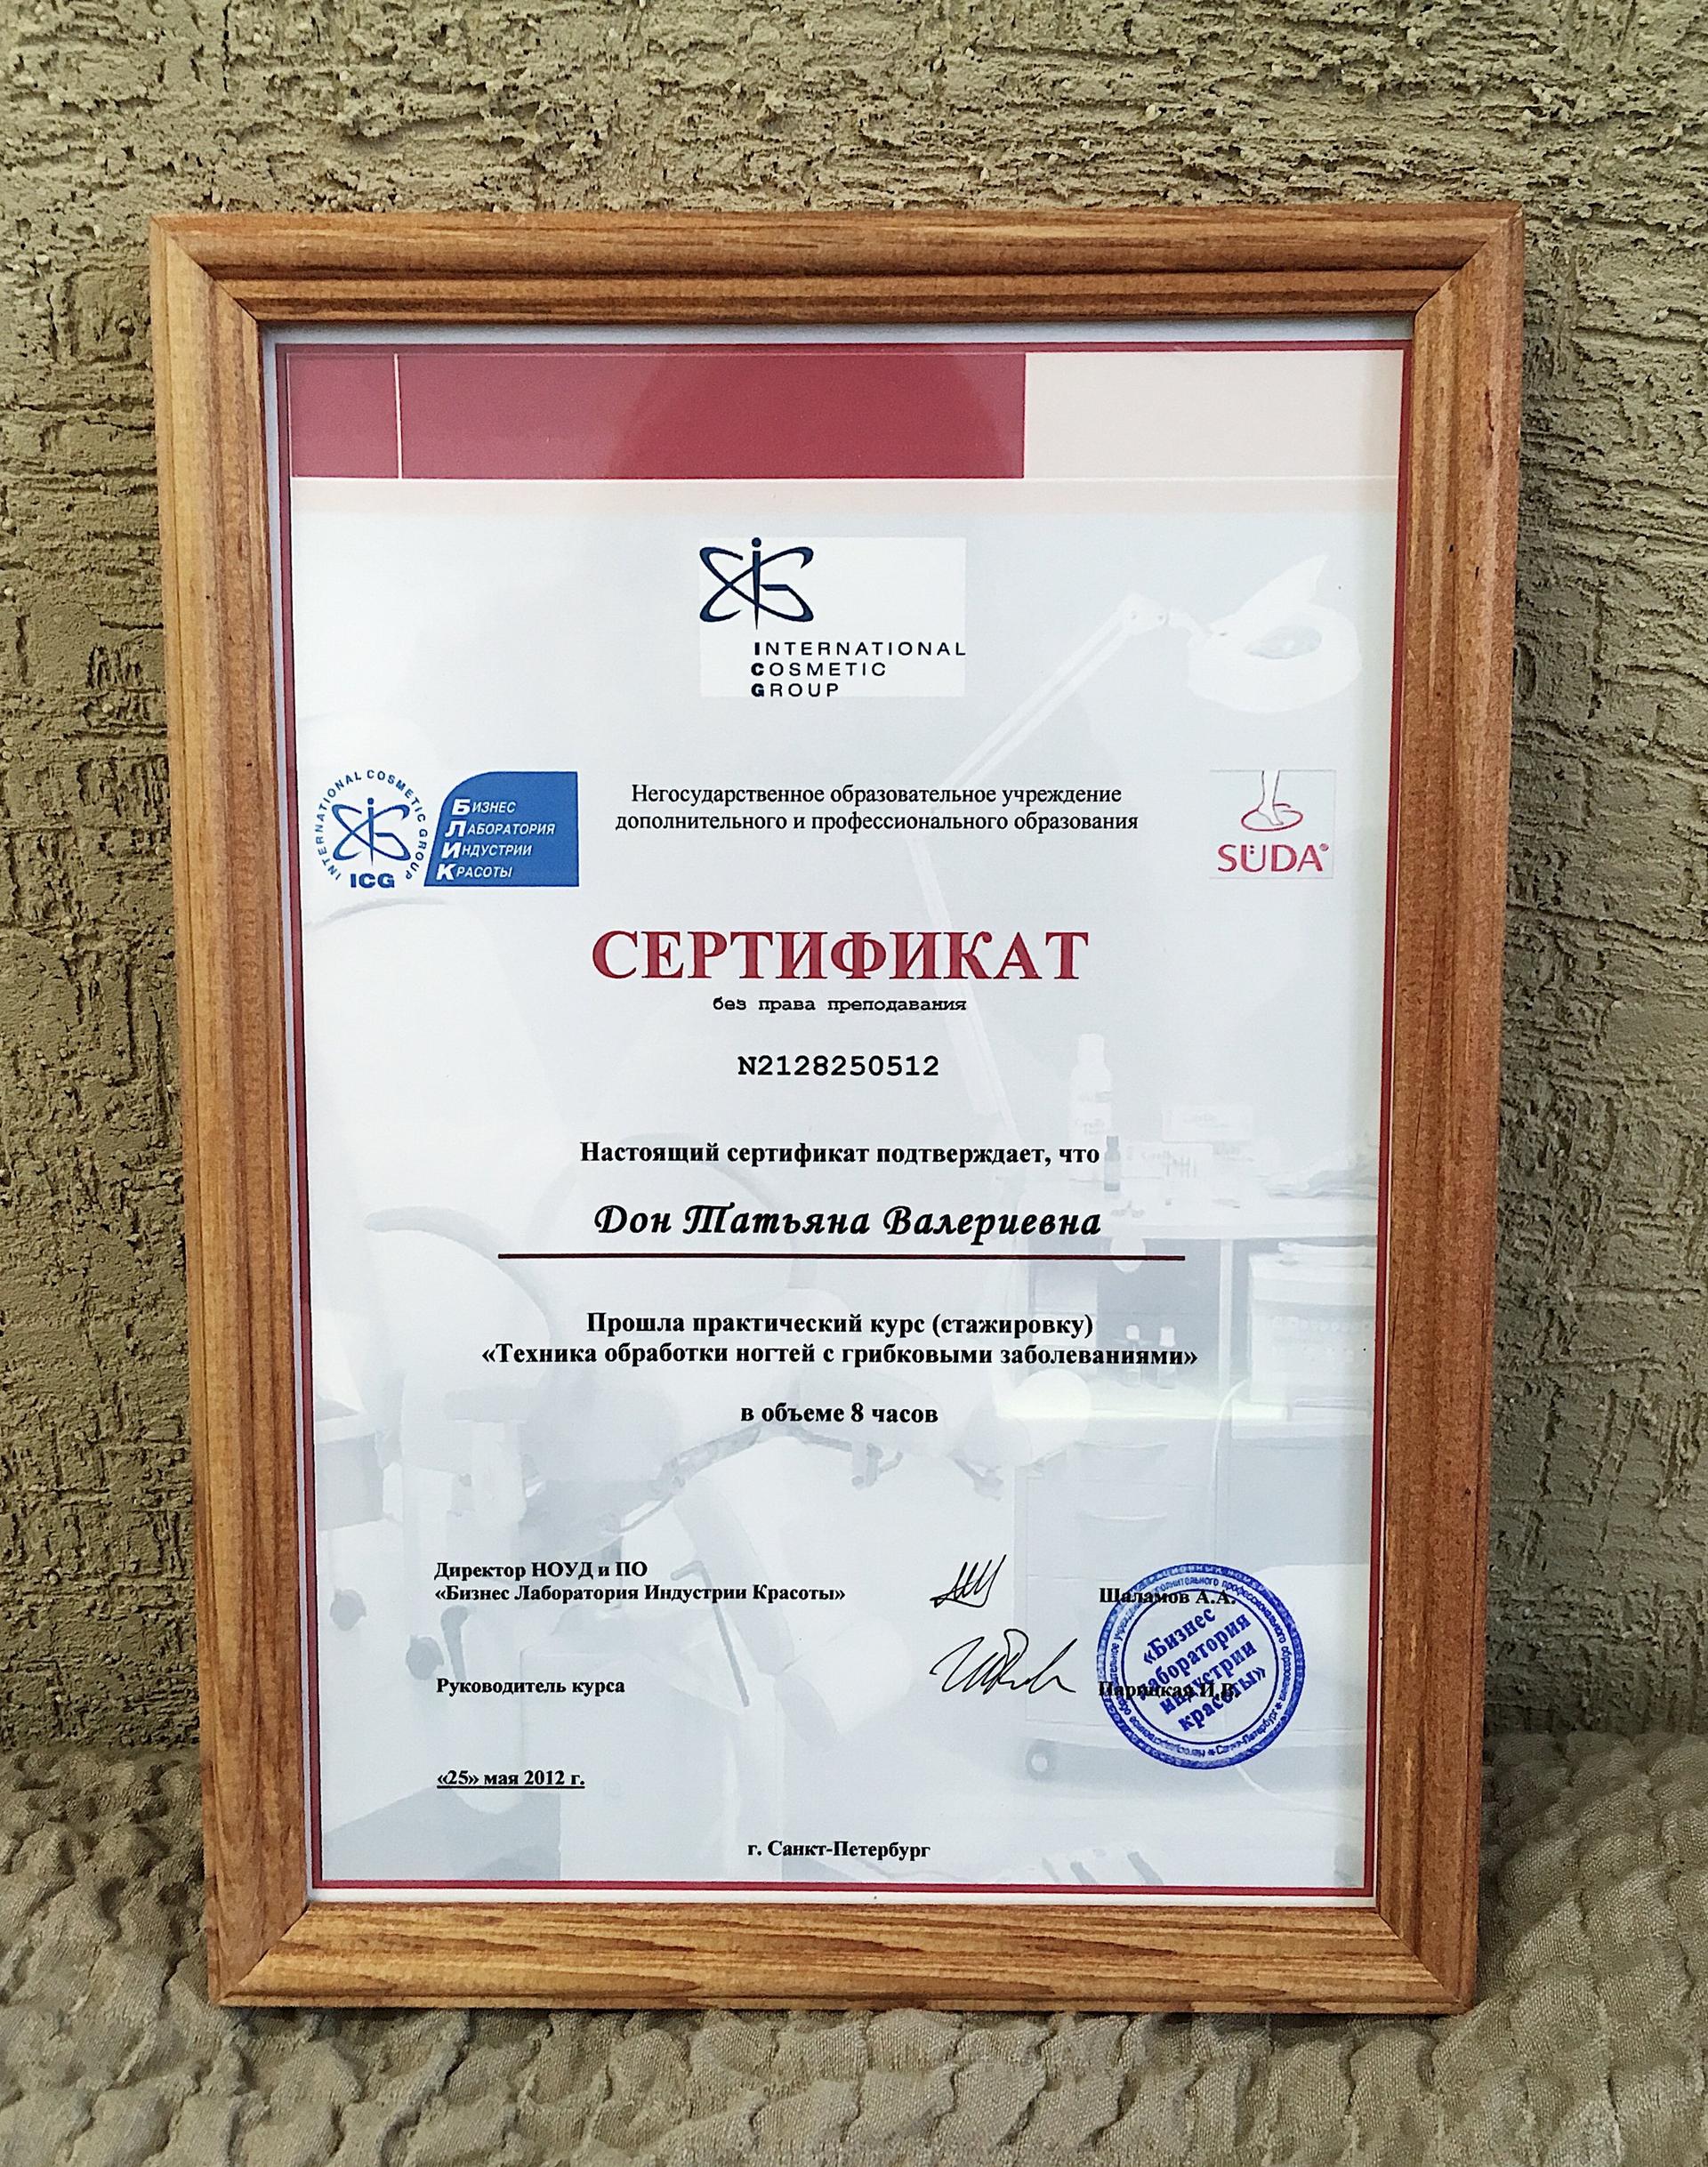 INTERNATIONAL
COSMETIC
GROUP
INTERNATIONAL COSMETIC GROUP
ICG
БИЗНЕС
ЛАБОРАТОРИЯ
ИНДУСТРИИ
КРАСОТЫ
Негосударственное образовательное учреждение
дополнительного и профессионального образования
SÜDA®
СЕРТИФИКАТ
без права преподавания
N2128250512
Настоящий сертификат подтверждает, что
Дон Татьяна Валериевна
Прошла практический курс (стажировку)
«Техника обработки ногтей с грибковыми заболеваниями»
в объеме 8 часов
Директор НОУД и ПО
«Бизнес Лаборатория Индустрии Красоты»
Шаламов А.А.
Руководитель курса
«Бизнес
лаборатория
индустрии
красоты»
«25» мая 2012 г.
г. Санкт-Петербург